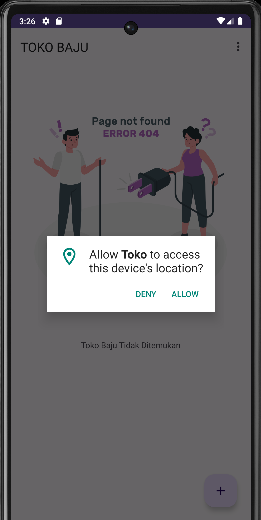 3:26
TOKO BAJU
Page not found
ERROR 404
Allow Toko to access
this device's location?
DENY
ALLOW
Toko Baju Tidak Ditemukan
+